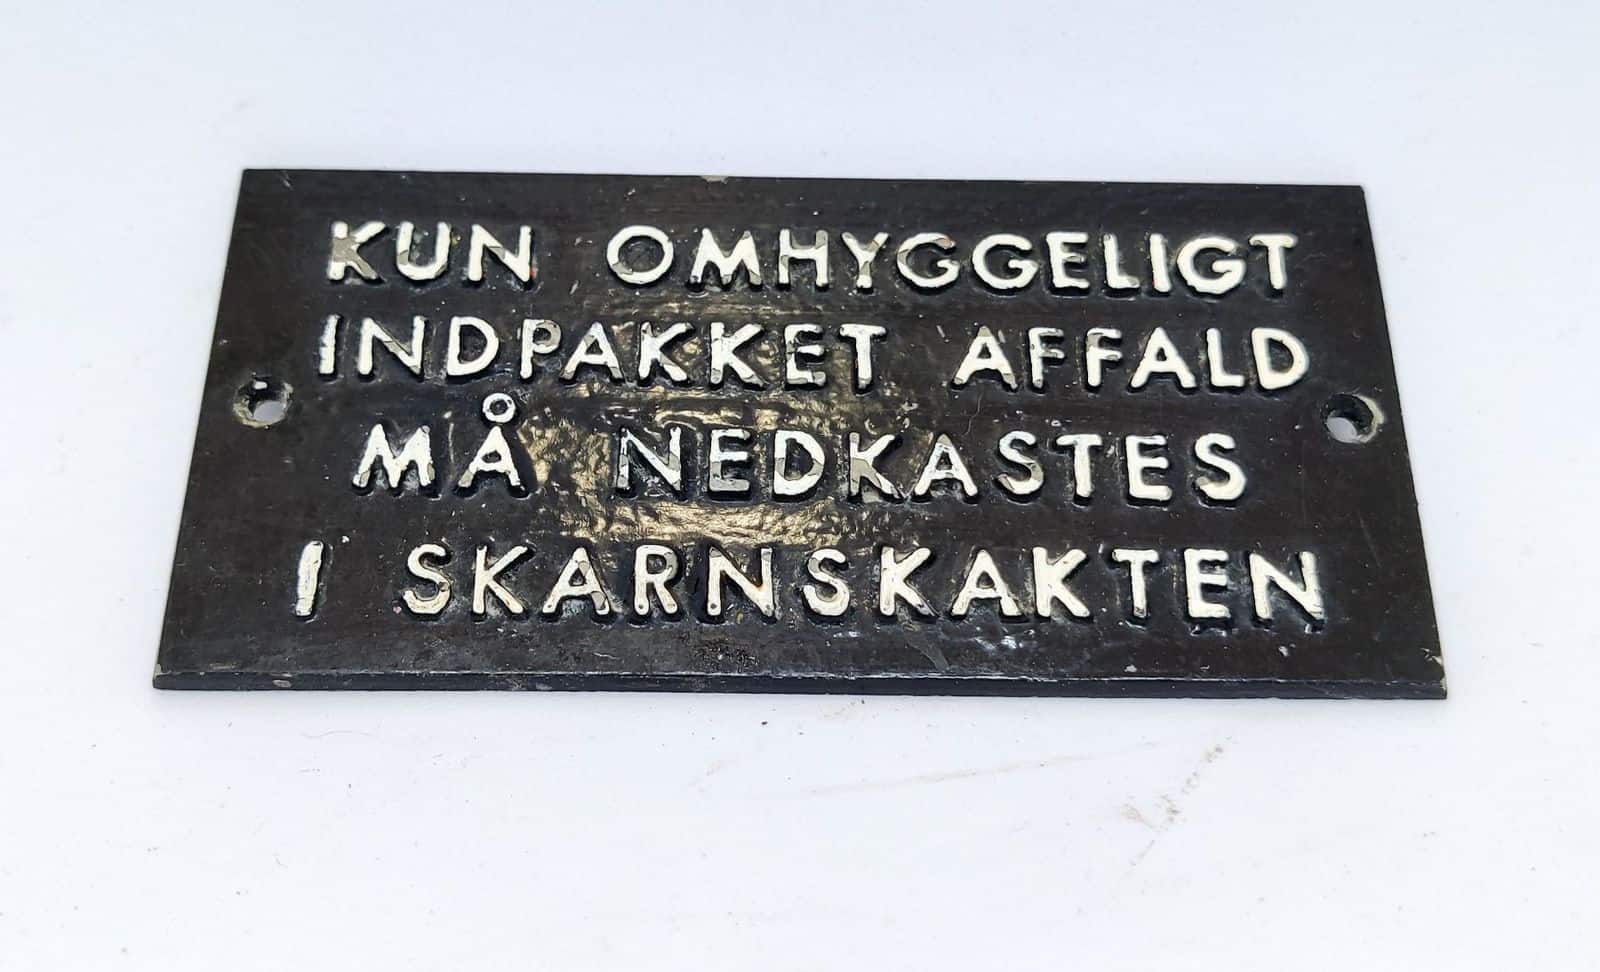 KUN OMHYGGELIGT
INDPAKKET AFFALD
MÅ NEDKASTES
I SKARNSKAKTEN